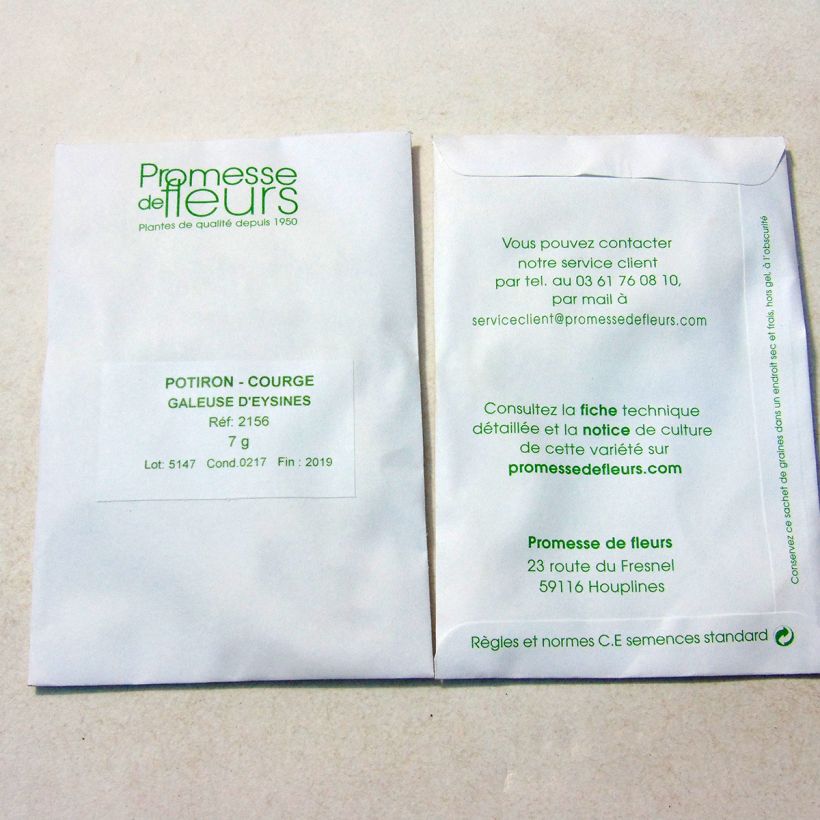 Promesse
de fleurs
Plantes de qualité depuis 1950
POTIRON - COURGE
GALEUSE D'EYSINES
Réf: 2156
7 g
Lot: 5147 Cond.0217 Fin : 2019
Vous pouvez contacter
notre service client
par tel. au 03 61 76 08 10,
par mail à
serviceclient@promessedefleurs.com
Consultez la fiche technique
détaillée et la notice de culture
de cette variété sur
promessedefleurs.com
Promesse de fleurs
23 route du Fresnel
59116 Houplines
Règles et normes C.E semences standard
Conservez ce sachet de graines dans un endroit sec et frais, hors gel, à l'obscurité